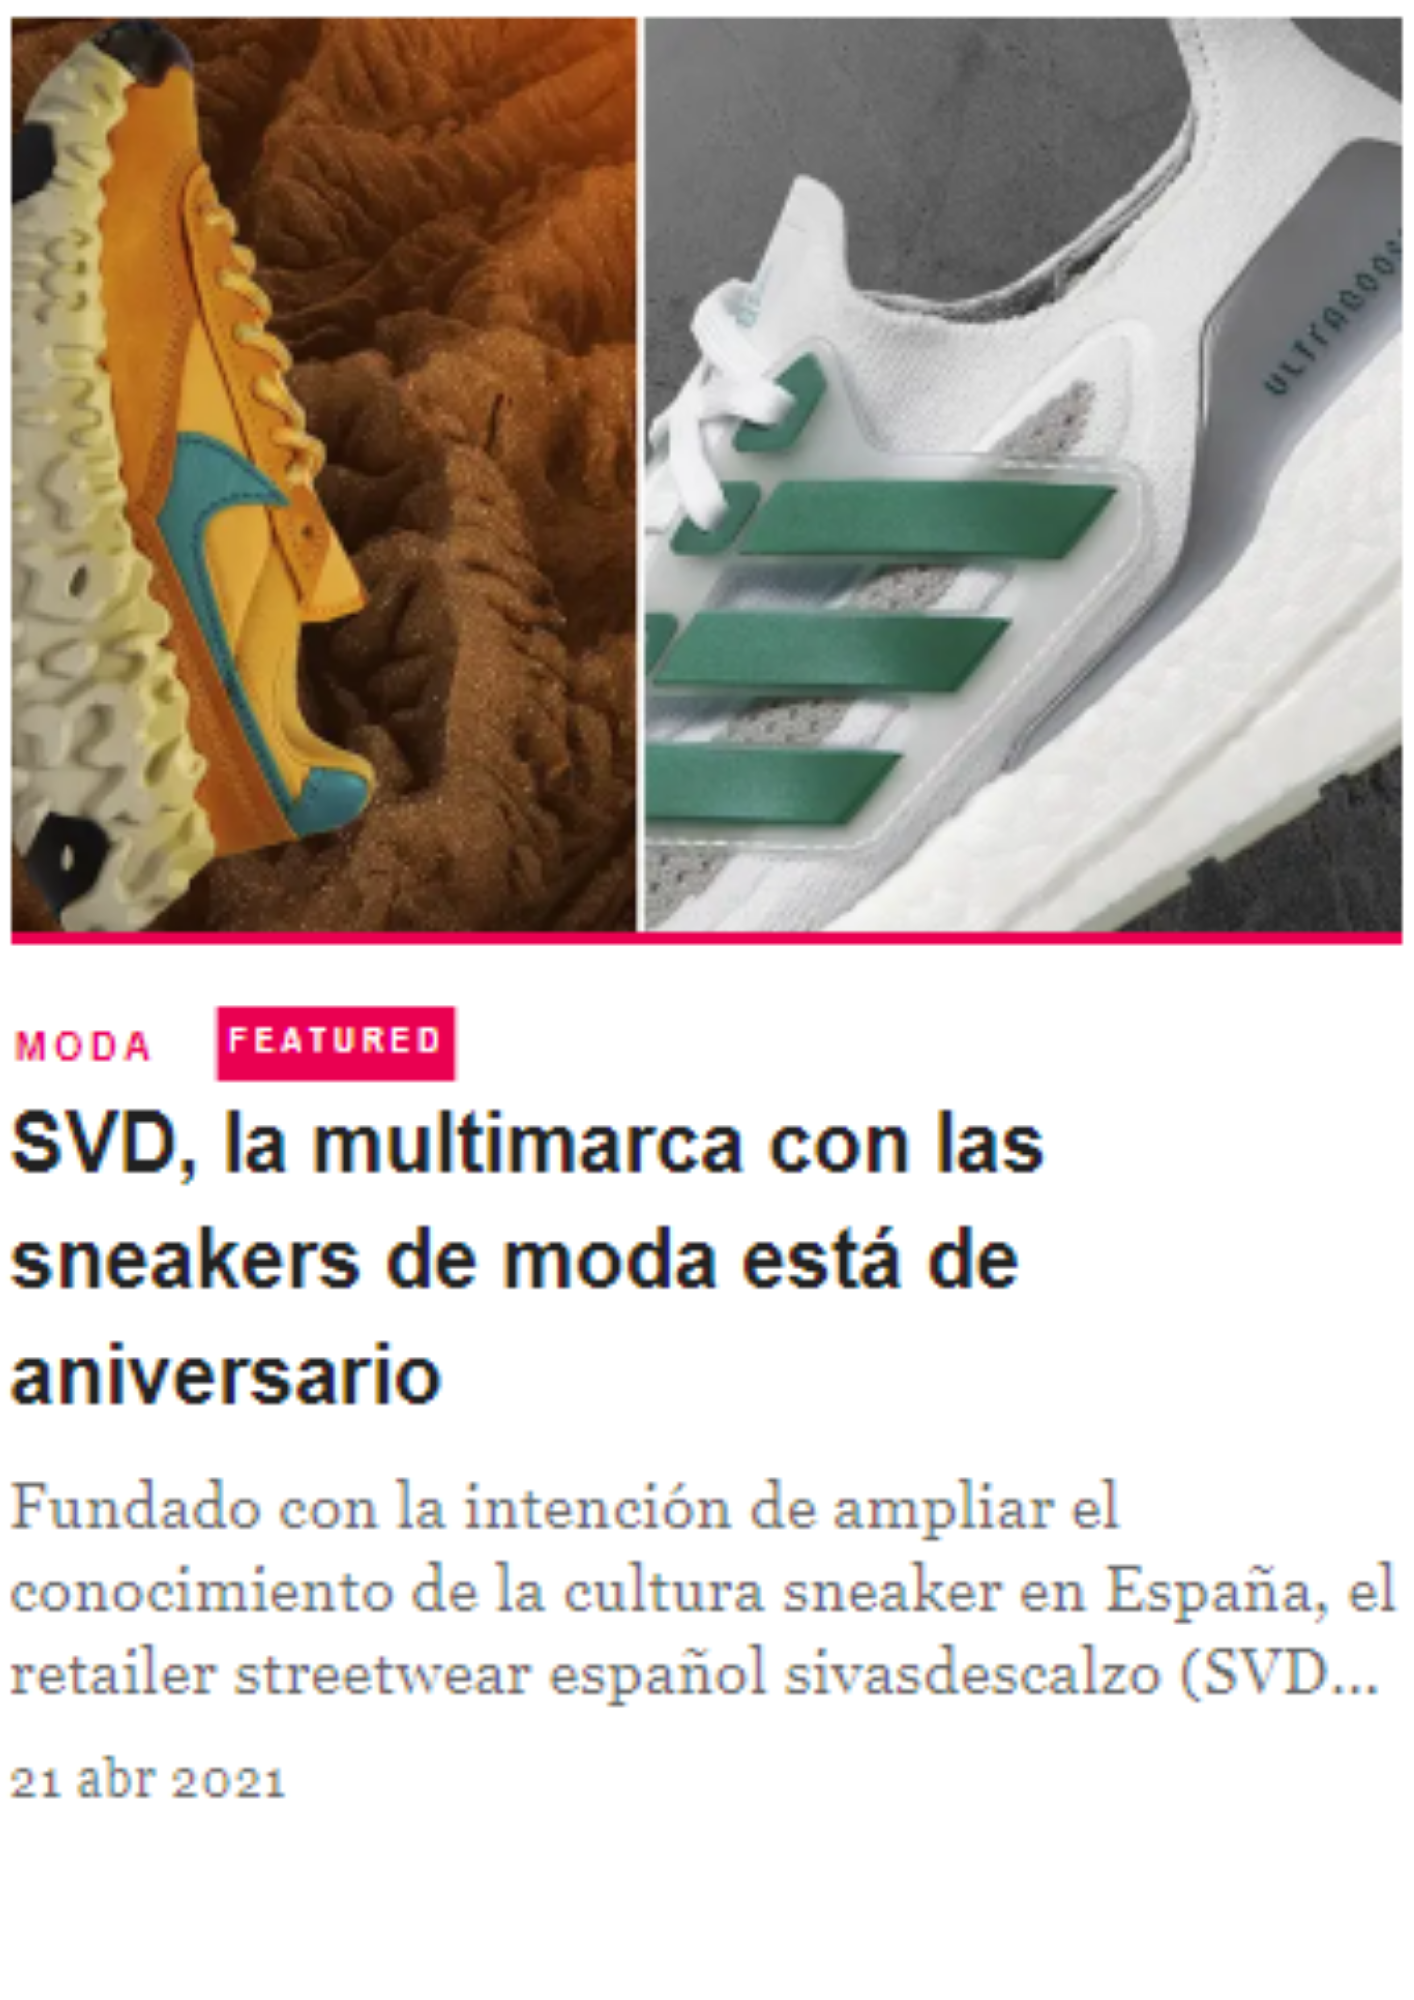 ULTRABOOS
MODA FEATURED
SVD, la multimarca con las
sneakers de moda está de
aniversario
Fundado con la intención de ampliar el
conocimiento de la cultura sneaker en España, el
retailer streetwear español sivasdescalzo (SVD...
21 abr 2021